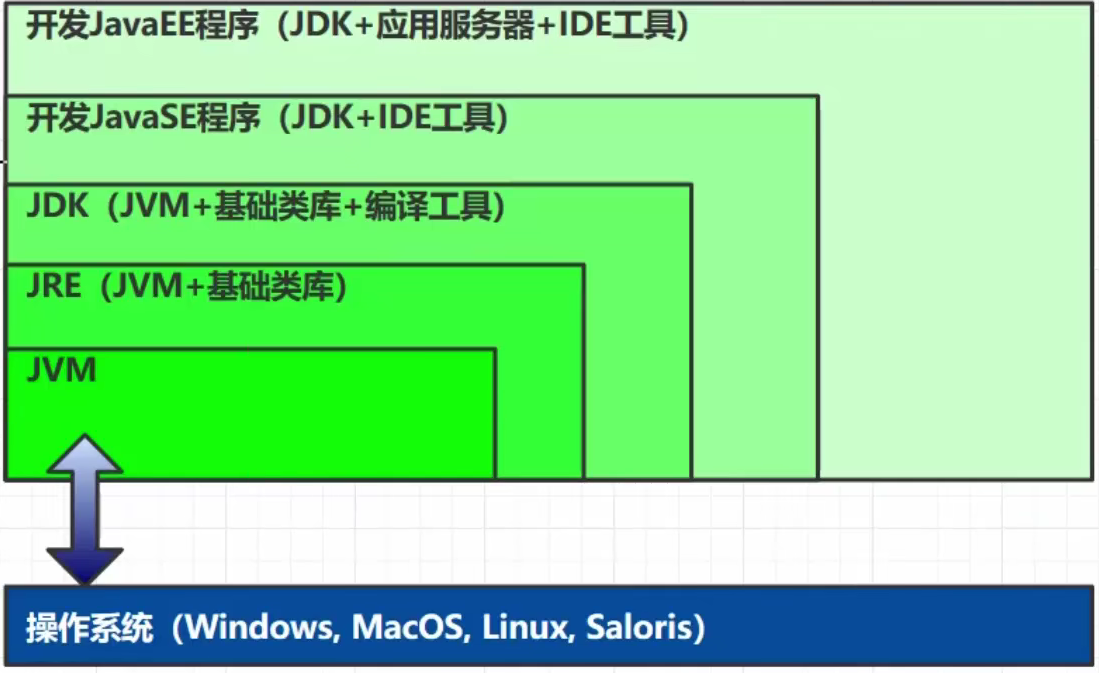 开发JavaEE程序（JDK+应用服务器+IDE工具）
开发JavaSE程序（JDK+IDE工具）
JDK（JVM+基础类库+编译工具）
JRE（JVM+基础类库）
JVM
操作系统（Windows, MacOS, Linux, Saloris）